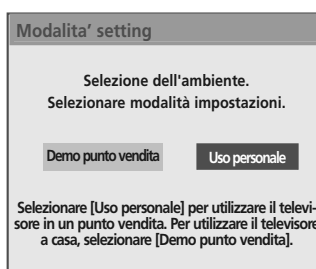 Modalita’ setting
Selezione dell'ambiente.
Selezionare modalità impostazioni.
Demo punto vendita
Uso personale
Selezionare [Uso personale] per utilizzare il televi-
sore in un punto vendita. Per utilizzare il televisore
a casa, selezionare [Demo punto vendita].